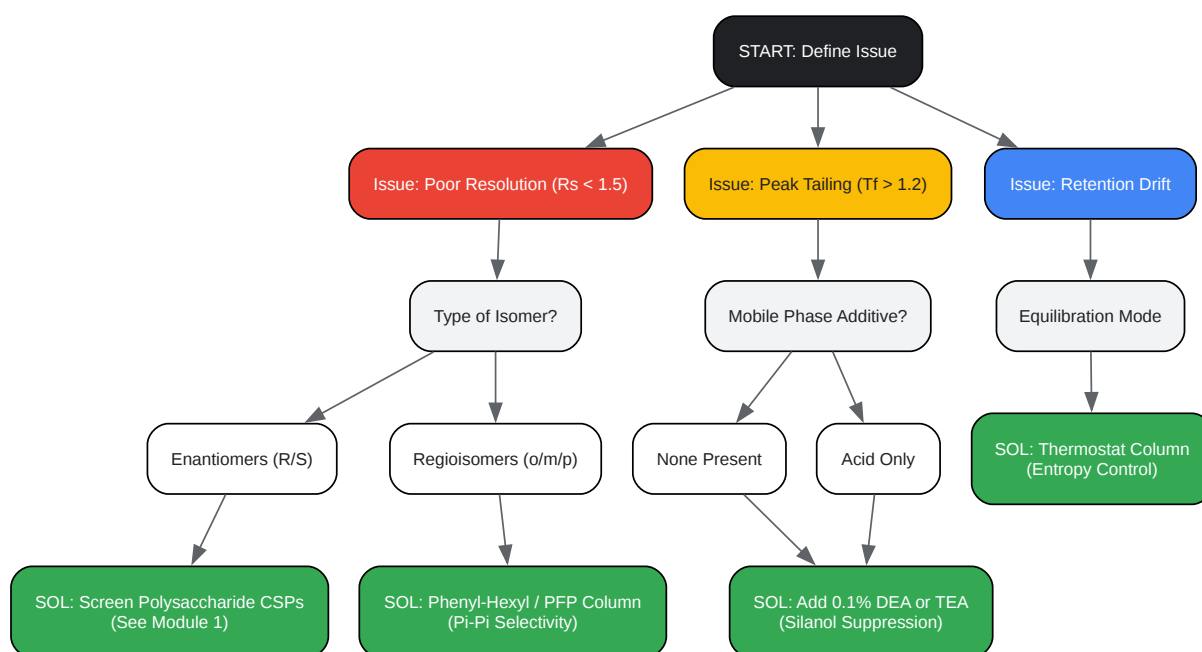 START: Define Issue
Issue: Poor Resolution (Rs < 1.5)
Issue: Peak Tailing (Tf > 1.2)
Issue: Retention Drift
Type of Isomer?
Mobile Phase Additive?
Equilibration Mode
Enantiomers (R/S)
Regioisomers (o/m/p)
None Present
Acid Only
SOL: Thermostat Column
(Entropy Control)
SOL: Screen Polysaccharide CSPs
(See Module 1)
SOL: Phenyl-Hexyl / PFP Column
(Pi-Pi Selectivity)
SOL: Add 0.1% DEA or TEA
(Silanol Suppression)